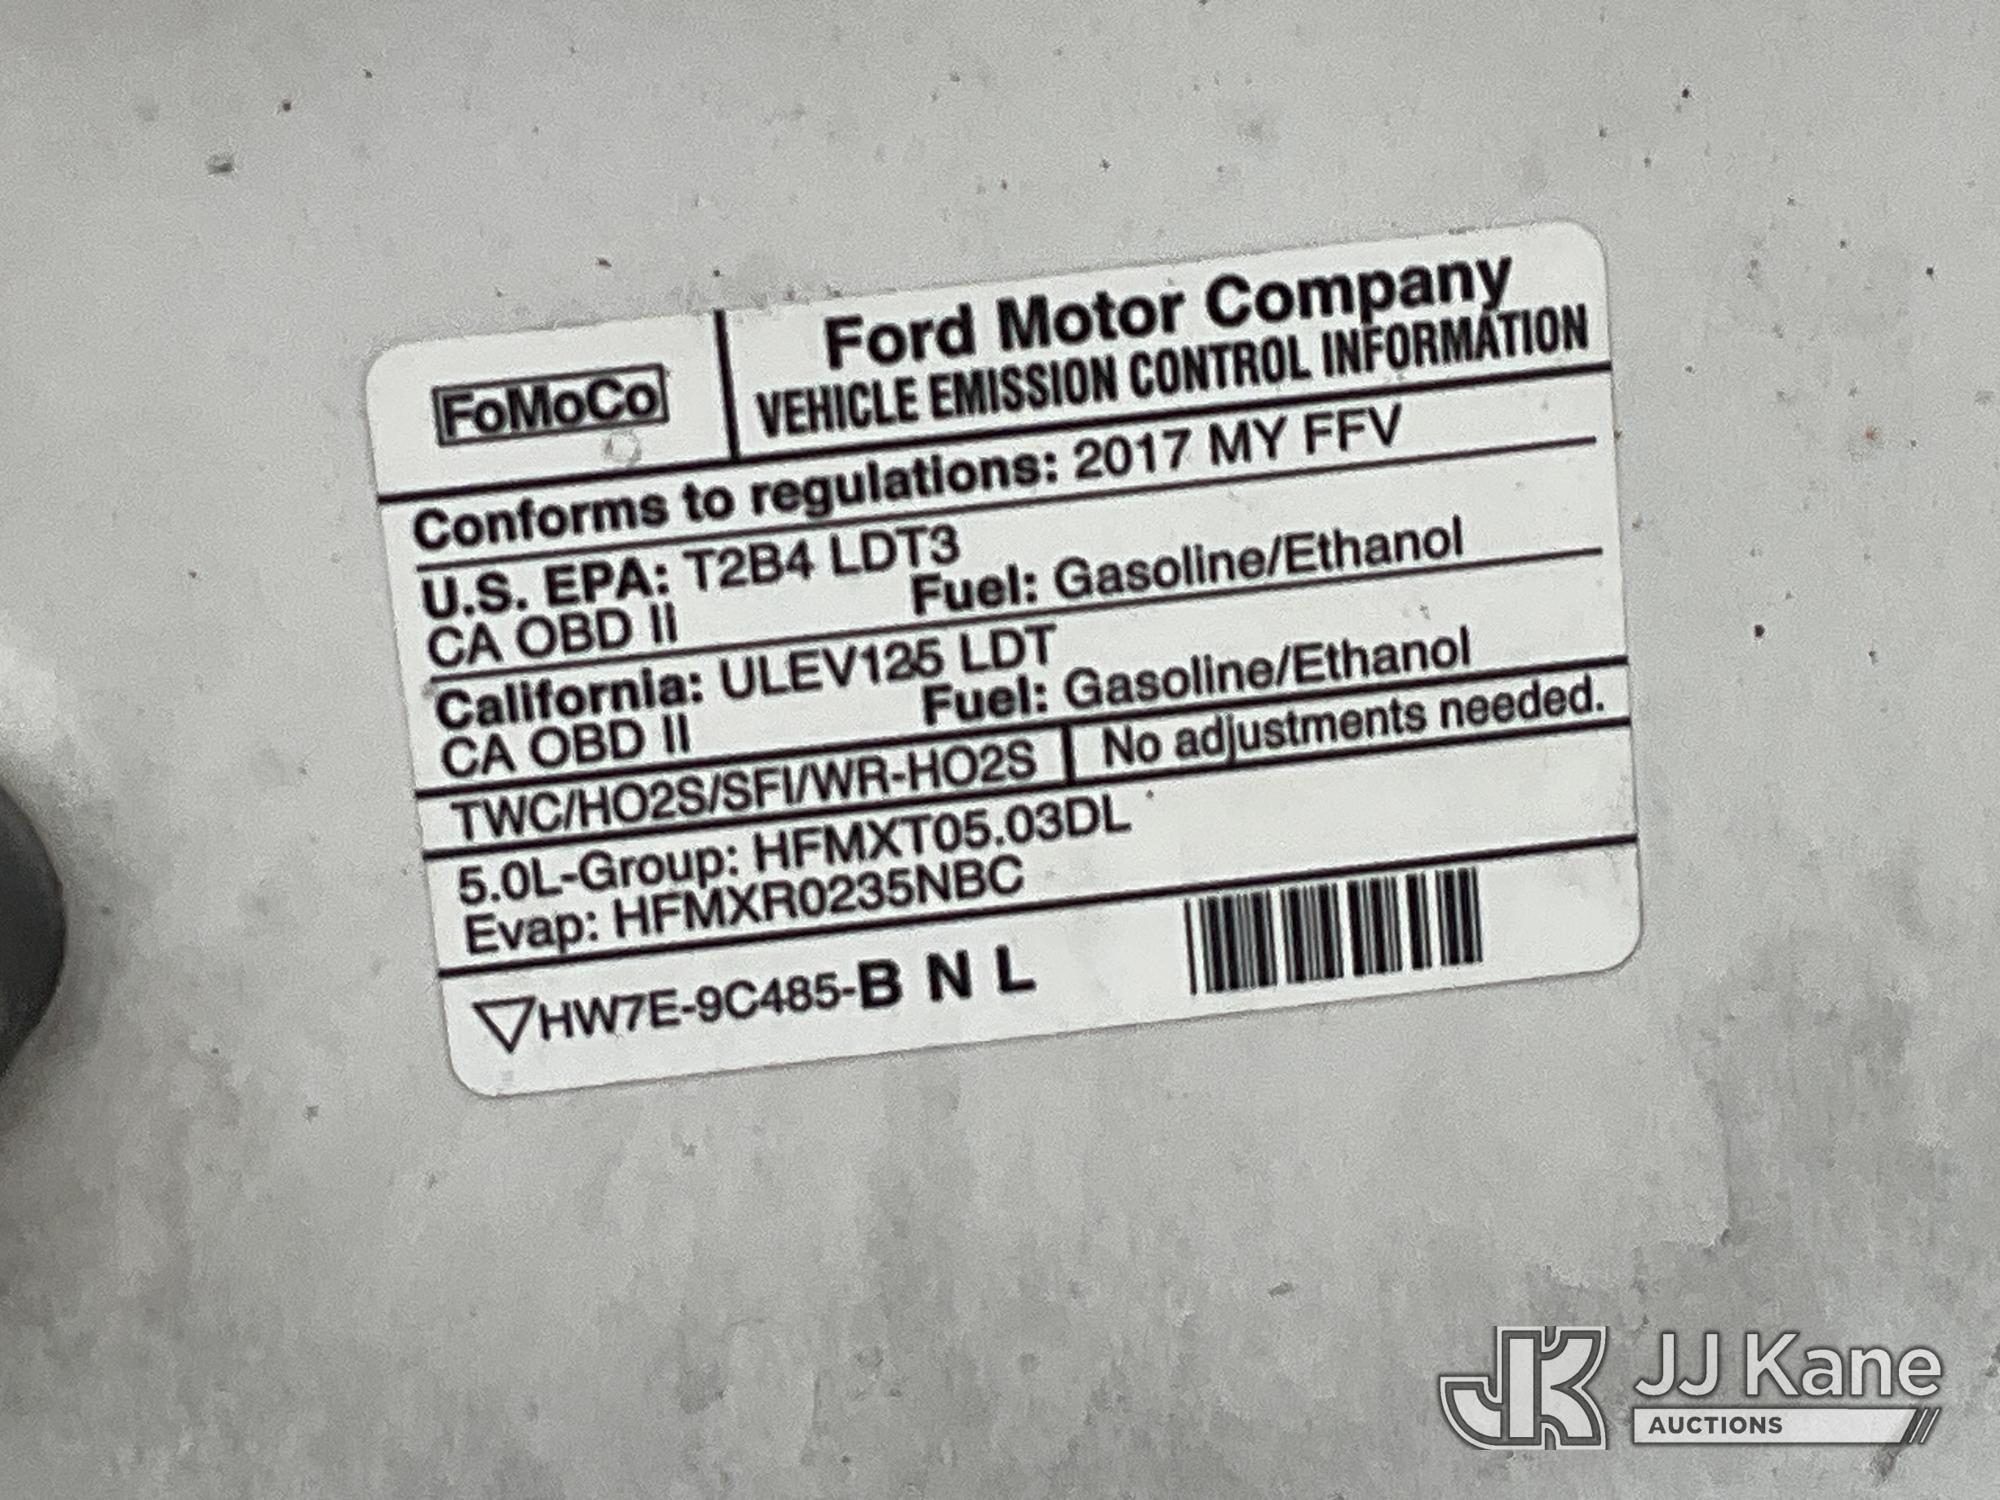 FoMoCo
Ford Motor Company
VEHICLE EMISSION CONTROL INFORMATION
Conforms to regulations: 2017 MY FFV
U.S. EPA: T2B4 LDT3
CA OBD II Fuel: Gasoline/Ethanol
California: ULEV125 LDT
CA OBD II Fuel: Gasoline/Ethanol
TWC/HO2S/SFI/WR-HO2S No adjustments needed.
5.0L-Group: HFMXT05.03DL
Evap: HFMXR0235NBC
HW7E-9C485-B N L
JK JJ Kane
AUCTIONS